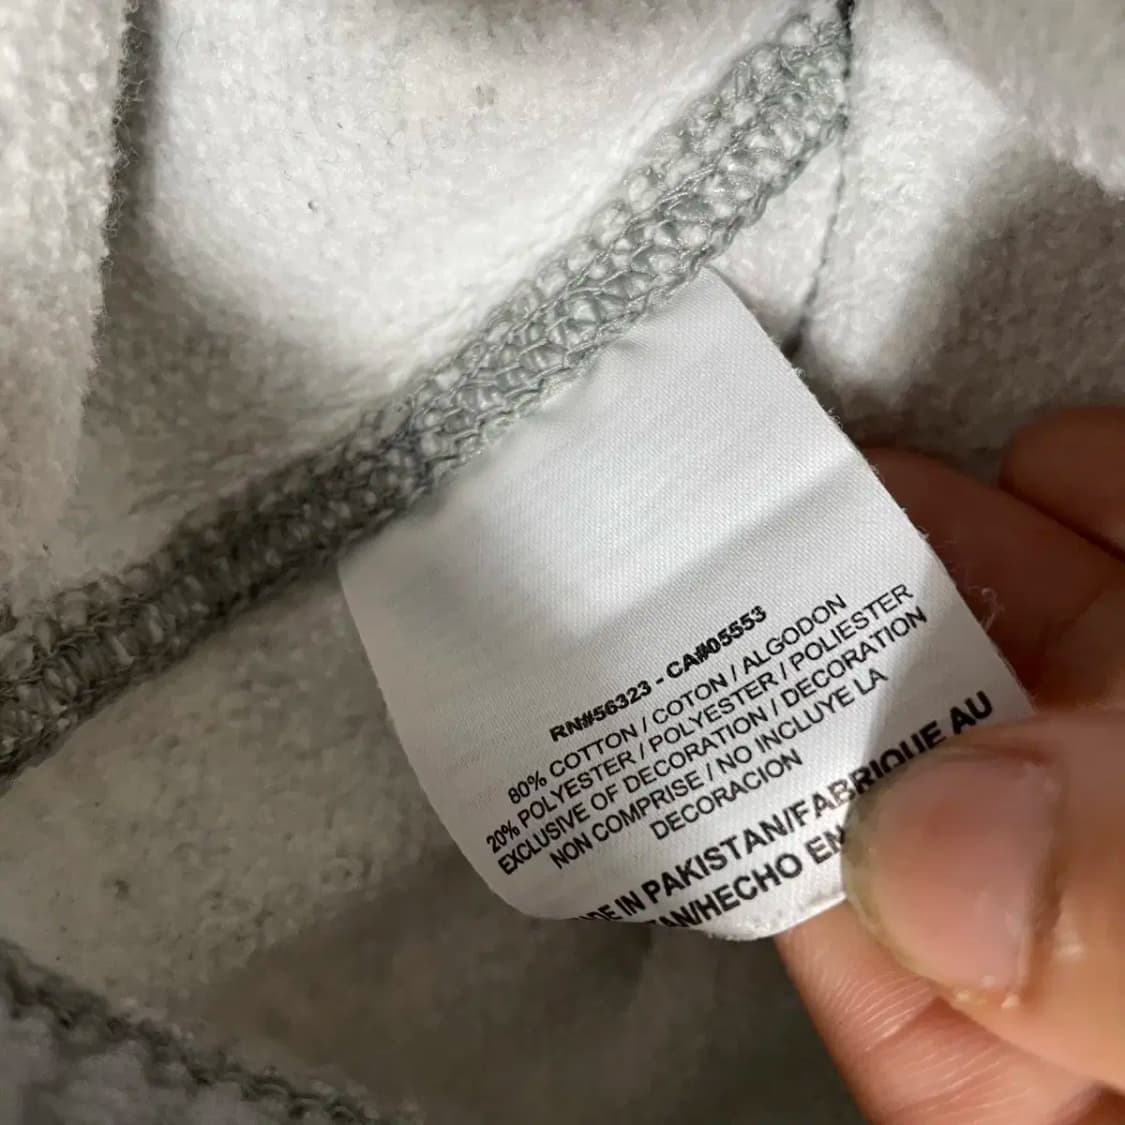 RN#56323 - CA#05553
80% COTTON / COTON / ALGODON
20% POLYESTER / POLYESTER / POLIESTER
EXCLUSIVE OF DECORATION / DECORATION
NON COMPRISE / NO INCLUYE LA
DECORACION
IN PAKISTAN/FABRIQUE AU
HECHO EN